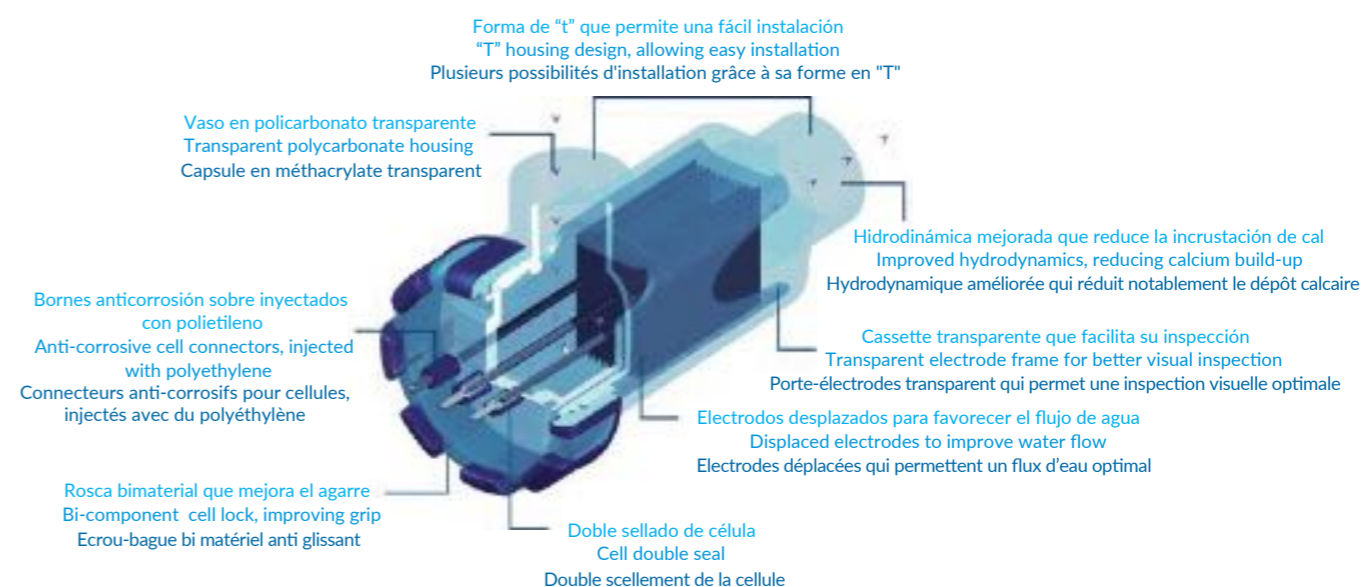 Forma de “t” que permite una fácil instalación
“T” housing design, allowing easy installation
Plusieurs possibilités d'installation grâce à sa forme en "T"
Vaso en policarbonato transparente
Transparent polycarbonate housing
Capsule en méthacrylate transparent
Hidrodinámica mejorada que reduce la incrustación de cal
Improved hydrodynamics, reducing calcium build-up
Hydrodynamique améliorée qui réduit notablement le dépôt calcaire
Bornes anticorrosión sobre inyectados
con polietileno
Anti-corrosive cell connectors, injected
with polyethylene
Connecteurs anti-corrosifs pour cellules,
injectés avec du polyéthylène
Cassette transparente que facilita su inspección
Transparent electrode frame for better visual inspection
Porte-électrodes transparent qui permet une inspection visuelle optimale
Electrodos desplazados para favorecer el flujo de agua
Displaced electrodes to improve water flow
Electrodes déplacées qui permettent un flux d’eau optimal
Rosca bimaterial que mejora el agarre
Bi-component cell lock, improving grip
Ecrou-bague bi matériel anti glissant
Doble sellado de célula
Cell double seal
Double scellement de la cellule